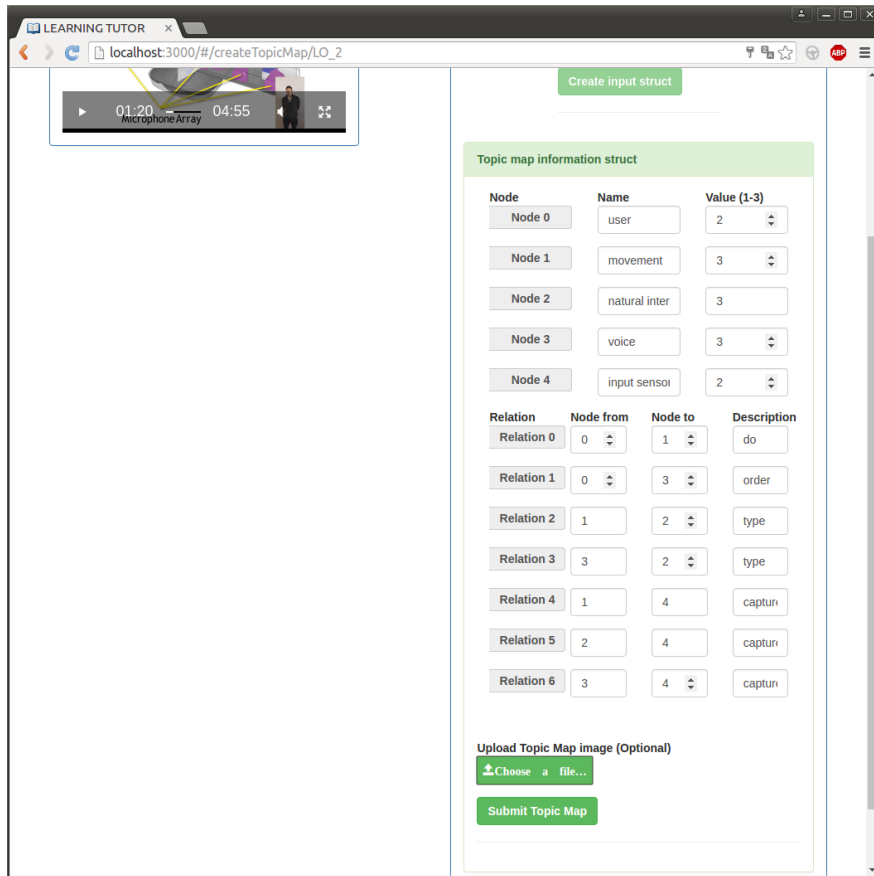 LEARNING TUTOR
localhost:3000/#/createTopicMap/LO_2
ABP
01:20 04:55
Microphone Array
Create input struct
Topic map information struct
Node Name Value (1-3)
Node 0 user 2
Node 1 movement 3
Node 2 natural inter 3
Node 3 voice 3
Node 4 input sensor 2
Relation Node from Node to Description
Relation 0 0 1 do
Relation 1 0 3 order
Relation 2 1 2 type
Relation 3 3 2 type
Relation 4 1 4 capture
Relation 5 2 4 capture
Relation 6 3 4 capture
Upload Topic Map image (Optional)
Choose a file...
Submit Topic Map